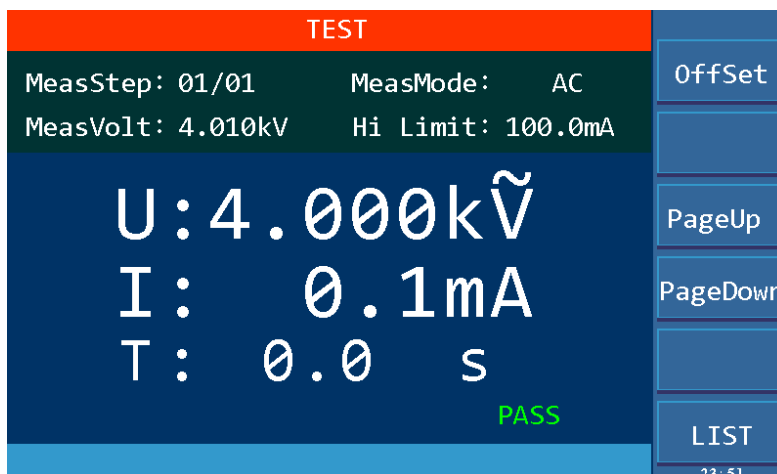 TEST
MeasStep: 01/01 MeasMode: AC
MeasVolt: 4.010kV Hi Limit: 100.0mA
U:4.000kṼ
I: 0.1mA
T: 0.0 s
PASS
OffSet
PageUp
PageDown
LIST